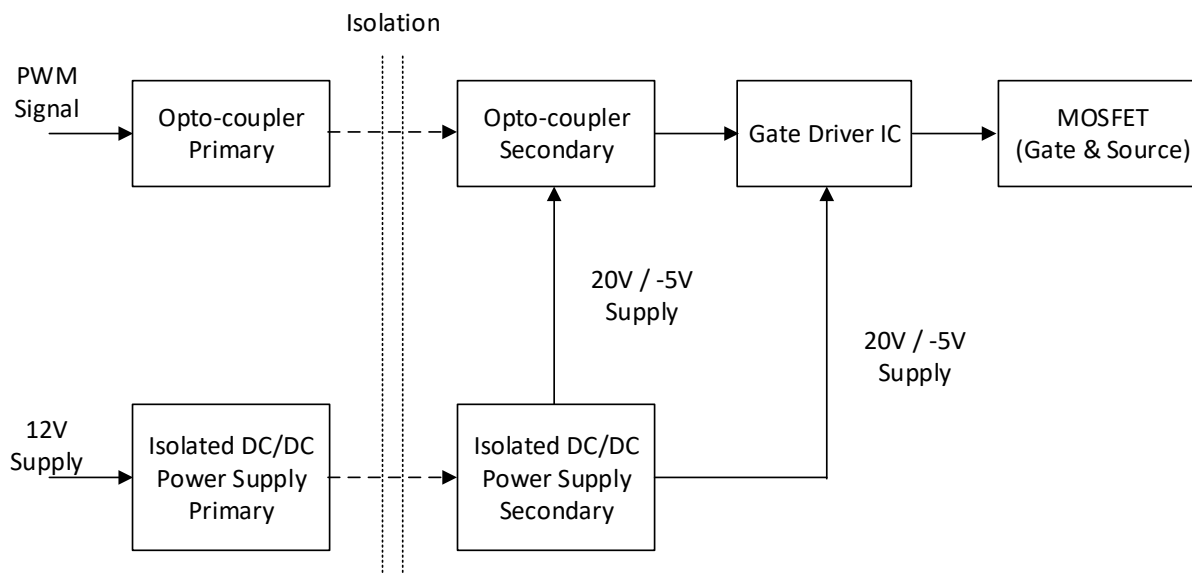 Isolation
PWM
Signal
Opto-coupler
Primary
Opto-coupler
Secondary
Gate Driver IC
MOSFET
(Gate & Source)
20V / -5V
Supply
20V / -5V
Supply
12V
Supply
Isolated DC/DC
Power Supply
Primary
Isolated DC/DC
Power Supply
Secondary